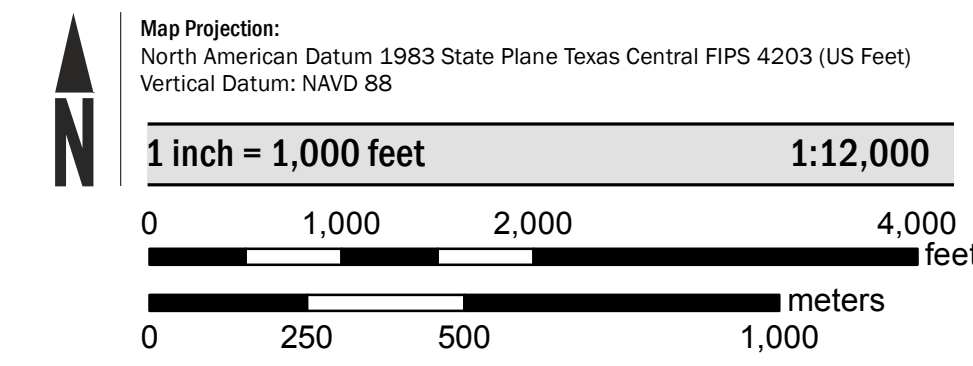 Map Projection:
North American Datum 1983 State Plane Texas Central FIPS 4203 (US Feet)
Vertical Datum: NAVD 88
N
1 inch = 1,000 feet 1:12,000
0 1,000 2,000 4,000
feet
meters
0 250 500 1,000